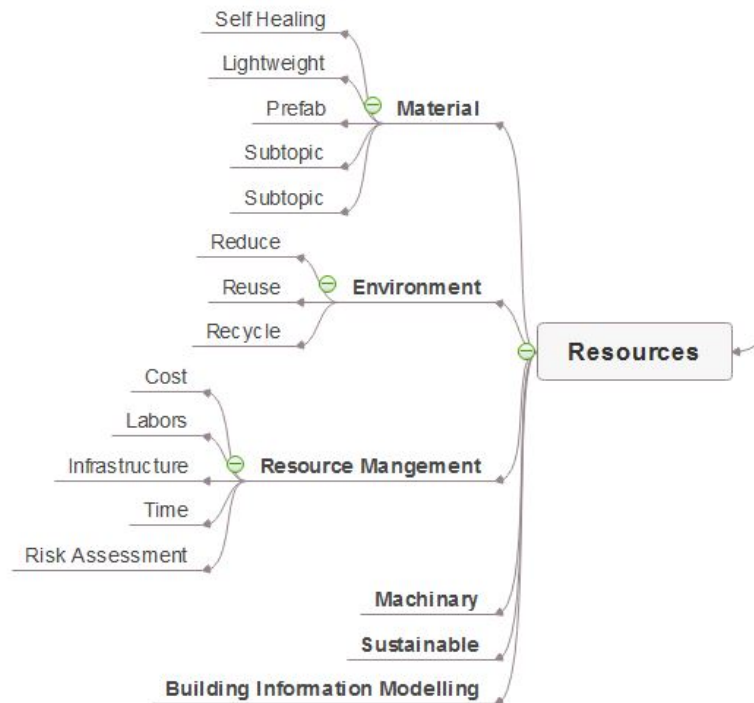 Self Healing
Lightweight
Prefab
Subtopic
Subtopic
Material
Reduce
Reuse
Recycle
Environment
Resources
Cost
Labors
Infrastructure
Time
Risk Assessment
Resource Mangement
Machinary
Sustainable
Building Information Modelling